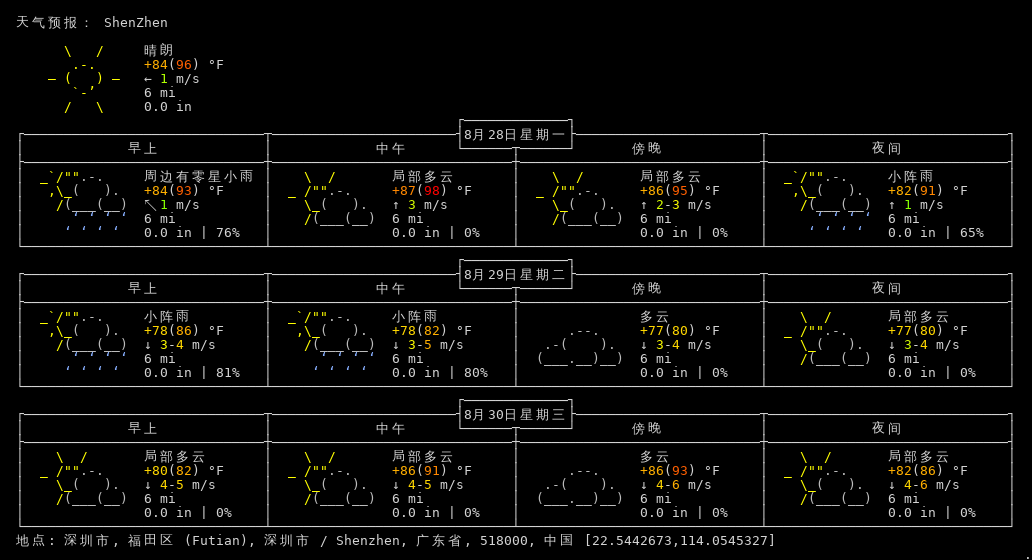 天气预报： ShenZhen
晴朗
+84(96) °F
← 1 m/s
6 mi
0.0 in
8月28日星期一
早上 中午 傍晚 夜间
周边有零星小雨 局部多云 局部多云 小阵雨
+84(93) °F +87(98) °F +86(95) °F +82(91) °F
↖ 1 m/s ↑ 3 m/s ↑ 2-3 m/s ↑ 1 m/s
6 mi 6 mi 6 mi 6 mi
0.0 in | 76% 0.0 in | 0% 0.0 in | 0% 0.0 in | 65%
8月29日星期二
早上 中午 傍晚 夜间
小阵雨 小阵雨 多云 局部多云
+78(86) °F +78(82) °F +77(80) °F +77(80) °F
↓ 3-4 m/s ↓ 3-5 m/s ↓ 3-4 m/s ↓ 3-4 m/s
6 mi 6 mi 6 mi 6 mi
0.0 in | 81% 0.0 in | 80% 0.0 in | 0% 0.0 in | 0%
8月30日星期三
早上 中午 傍晚 夜间
局部多云 局部多云 多云 局部多云
+80(82) °F +86(91) °F +86(93) °F +82(86) °F
↓ 4-5 m/s ↓ 4-5 m/s ↓ 4-6 m/s ↓ 4-6 m/s
6 mi 6 mi 6 mi 6 mi
0.0 in | 0% 0.0 in | 0% 0.0 in | 0% 0.0 in | 0%
地点: 深圳市, 福田区 (Futian), 深圳市 / Shenzhen, 广东省, 518000, 中国 [22.5442673,114.0545327]